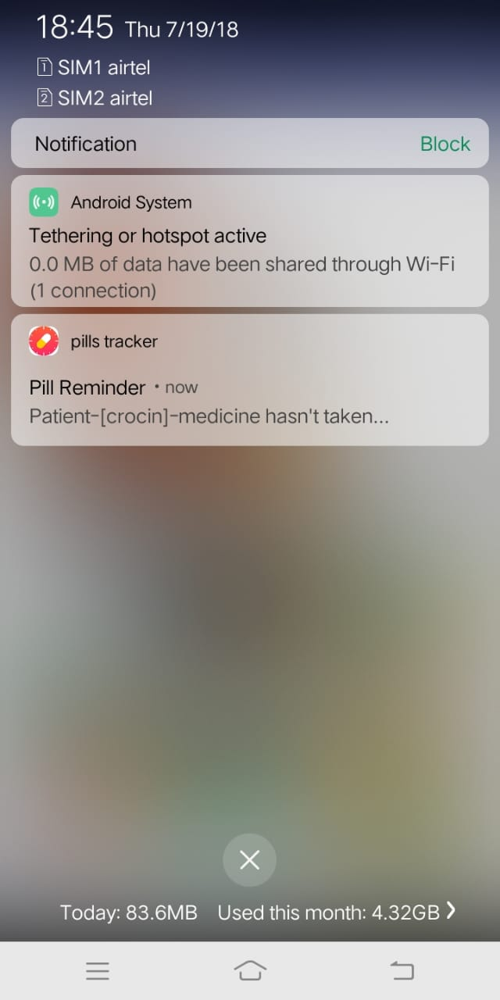 18:45 Thu 7/19/18
1 SIM1 airtel
2 SIM2 airtel
Notification Block
Android System
Tethering or hotspot active
0.0 MB of data have been shared through Wi-Fi
(1 connection)
pills tracker
Pill Reminder • now
Patient-[crocin]-medicine hasn't taken...
Today: 83.6MB Used this month: 4.32GB